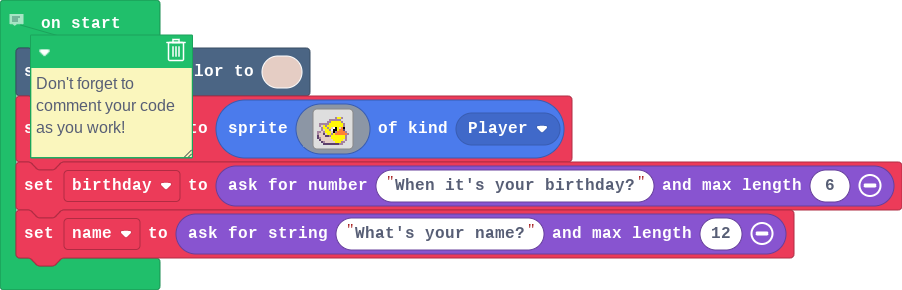 on start
lor to
Don't forget to
comment your code
as you work!
to sprite of kind Player
set birthday to ask for number "When it's your birthday?" and max length 6
set name to ask for string "What's your name?" and max length 12